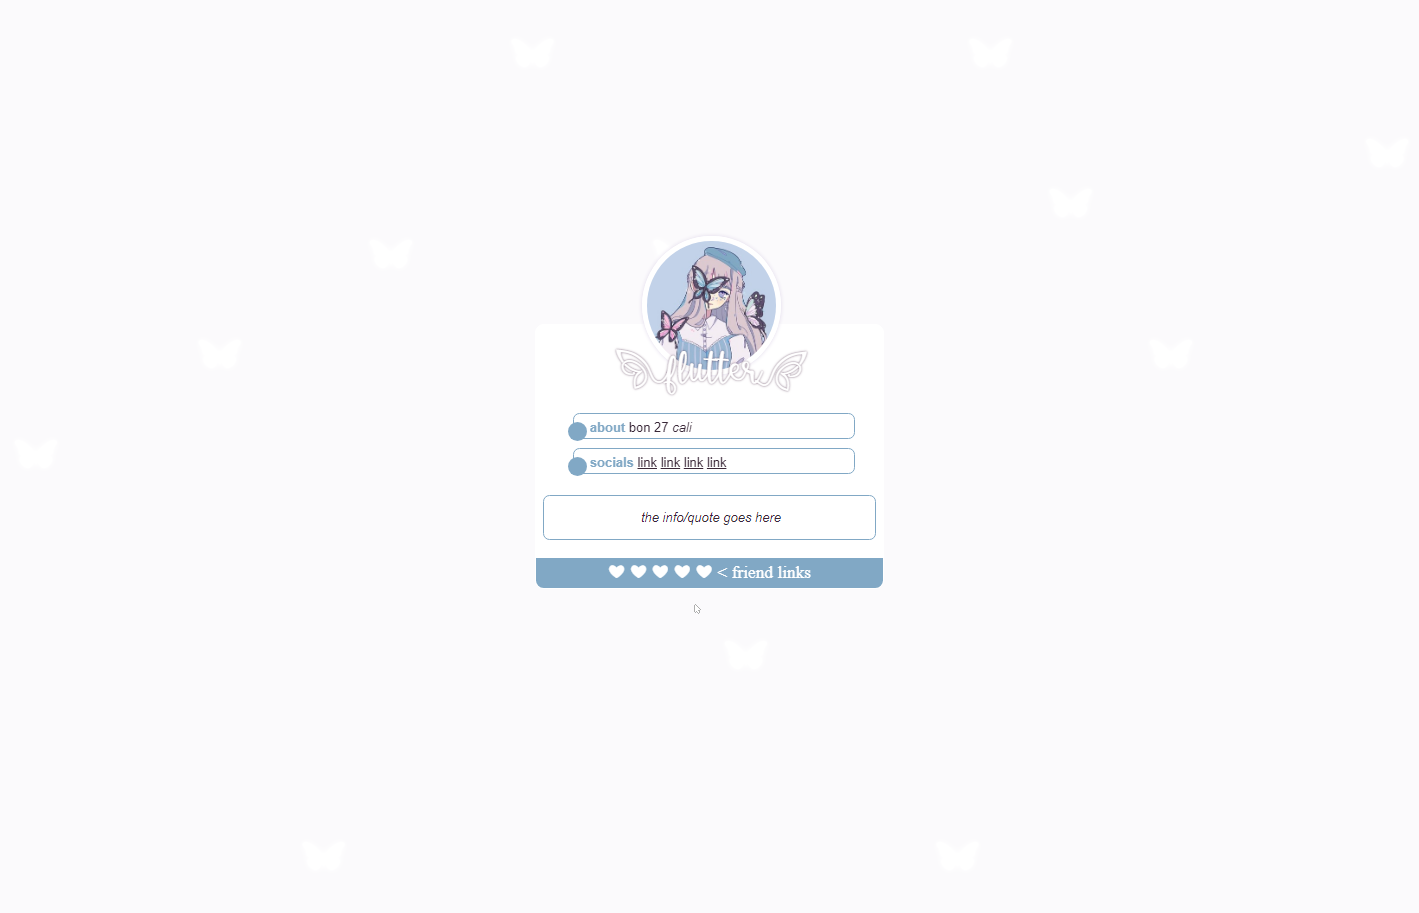 flutter
about bon 27 cali
socials link link link link
the info/quote goes here
< friend links